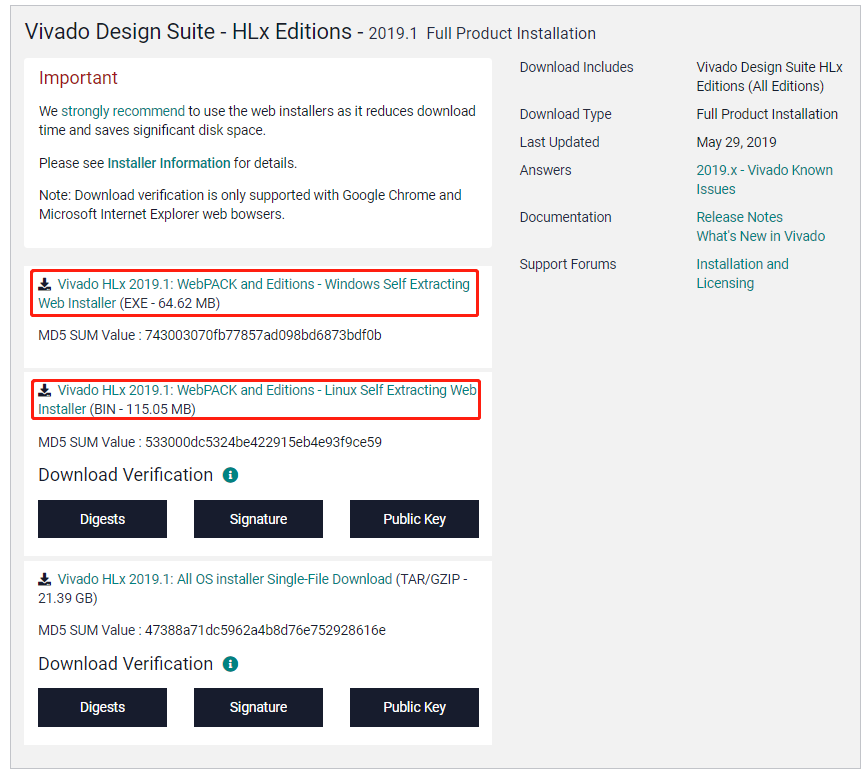 Vivado Design Suite - HLx Editions - 2019.1 Full Product Installation
Important
We strongly recommend to use the web installers as it reduces download
time and saves significant disk space.
Please see Installer Information for details.
Note: Download verification is only supported with Google Chrome and
Microsoft Internet Explorer web bowsers.
Vivado HLx 2019.1: WebPACK and Editions - Windows Self Extracting
Web Installer (EXE - 64.62 MB)
MD5 SUM Value : 743003070fb77857ad098bd6873bdf0b
Vivado HLx 2019.1: WebPACK and Editions - Linux Self Extracting Web
Installer (BIN - 115.05 MB)
MD5 SUM Value : 533000dc5324be422915eb4e93f9ce59
Download Verification
Digests
Signature
Public Key
Vivado HLx 2019.1: All OS installer Single-File Download (TAR/GZIP -
21.39 GB)
MD5 SUM Value : 47388a71dc5962a4b8d76e752928616e
Download Verification
Digests
Signature
Public Key
Download Includes
Vivado Design Suite HLx
Editions (All Editions)
Download Type
Full Product Installation
Last Updated
May 29, 2019
Answers
2019.x - Vivado Known
Issues
Documentation
Release Notes
What's New in Vivado
Support Forums
Installation and
Licensing